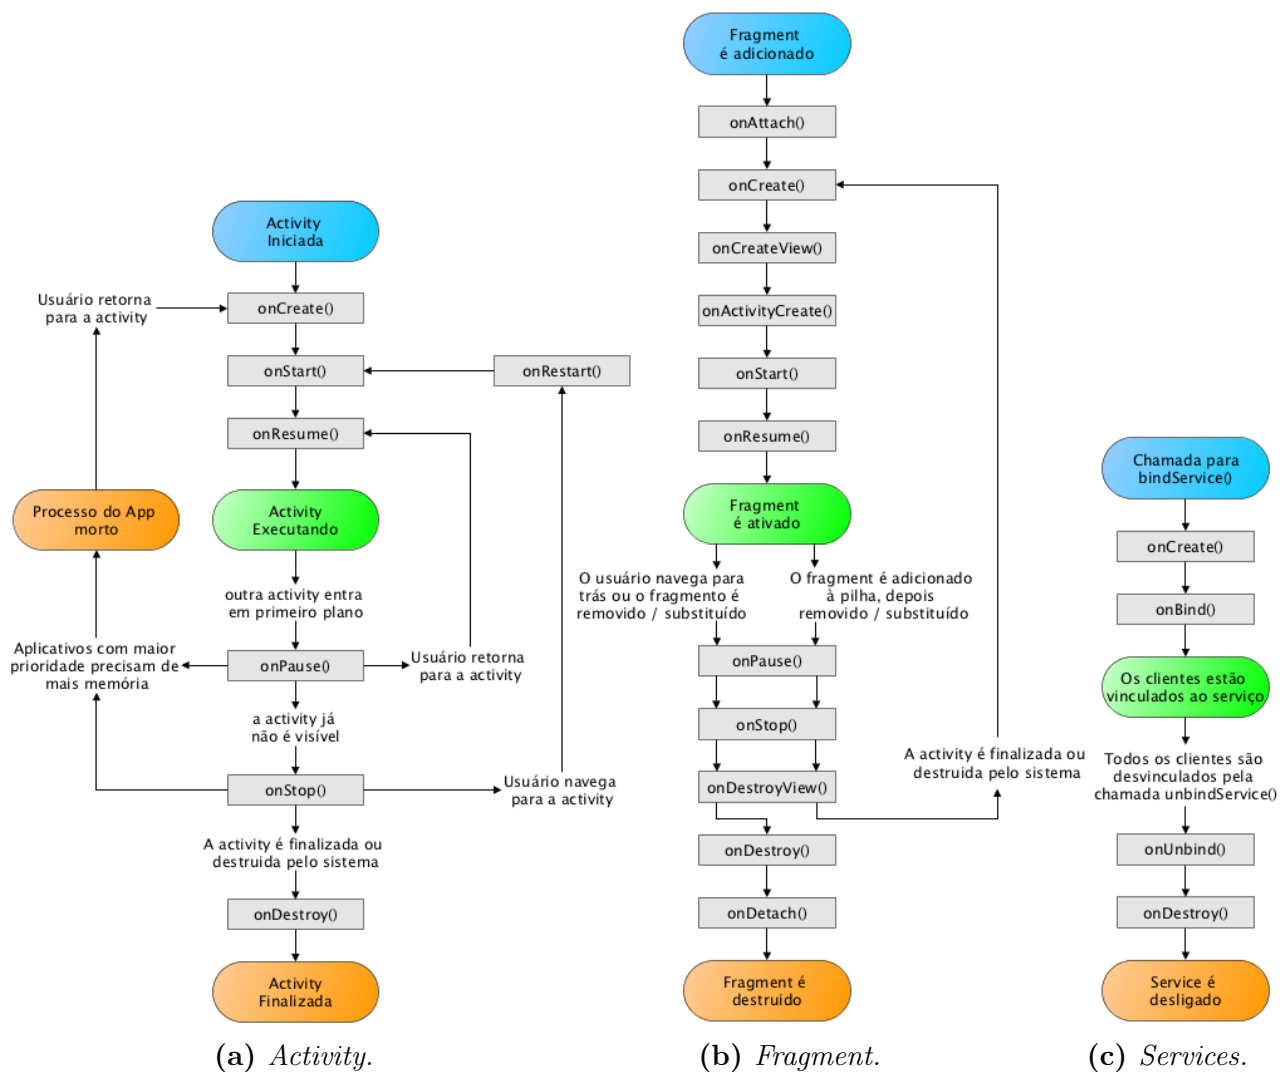 Activity
Iniciada
onCreate()
Usuário retorna
para a activity
onStart()
onRestart()
onResume()
Processo do App
morto
Activity
Executando
outra activity entra
em primeiro plano
Aplicativos com maior
prioridade precisam de
mais memória
onPause()
Usuário retorna
para a activity
a activity já
não é visível
onStop()
Usuário navega
para a activity
A activity é finalizada ou
destruida pelo sistema
onDestroy()
Activity
Finalizada
(a) Activity.
Fragment
é adicionado
onAttach()
onCreate()
onCreateView()
onActivityCreate()
onStart()
onResume()
Fragment
é ativado
O usuário navega para
trás ou o fragmento é
removido / substituído
O fragment é adicionado
à pilha, depois
removido / substituído
onPause()
onStop()
onDestroyView()
A activity é finalizada ou
destruida pelo sistema
onDestroy()
onDetach()
Fragment é
destruido
(b) Fragment.
Chamada para
bindService()
onCreate()
onBind()
Os clientes estão
vinculados ao serviço
Todos os clientes são
desvinculados pela
chamada unbindService()
onUnbind()
onDestroy()
Service é
desligado
(c) Services.